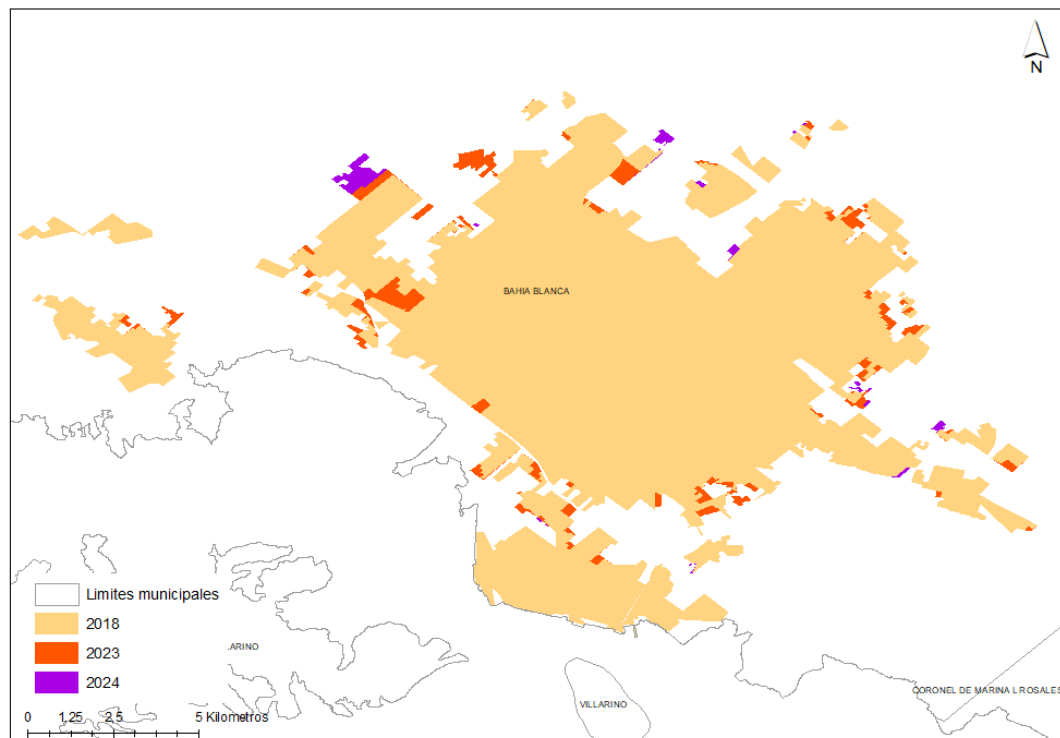 N
BAHIA BLANCA
Limites municipales
2018
2023
2024
.ARINO
0 1,25 2,5 5 Kilometros
VILLARINO
CORONEL DE MARINA L ROSALES